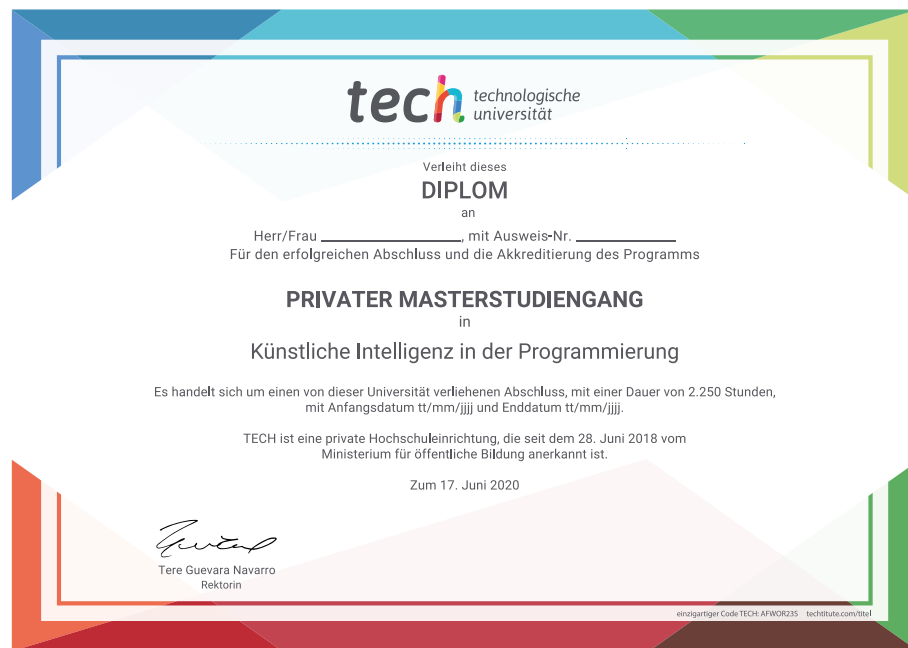 tech technologische
universität
Verleiht dieses
DIPLOM
an
Herr/Frau ____________________, mit Ausweis-Nr. ______________
Für den erfolgreichen Abschluss und die Akkreditierung des Programms
PRIVATER MASTERSTUDIENGANG
in
Künstliche Intelligenz in der Programmierung
Es handelt sich um einen von dieser Universität verliehenen Abschluss, mit einer Dauer von 2.250 Stunden,
mit Anfangsdatum tt/mm/jjjj und Enddatum tt/mm/jjjj.
TECH ist eine private Hochschuleinrichtung, die seit dem 28. Juni 2018 vom
Ministerium für öffentliche Bildung anerkannt ist.
Zum 17. Juni 2020
Tere Guevara Navarro
Rektorin
einzigartiger Code TECH: AFWOR23S techtitute.com/titel